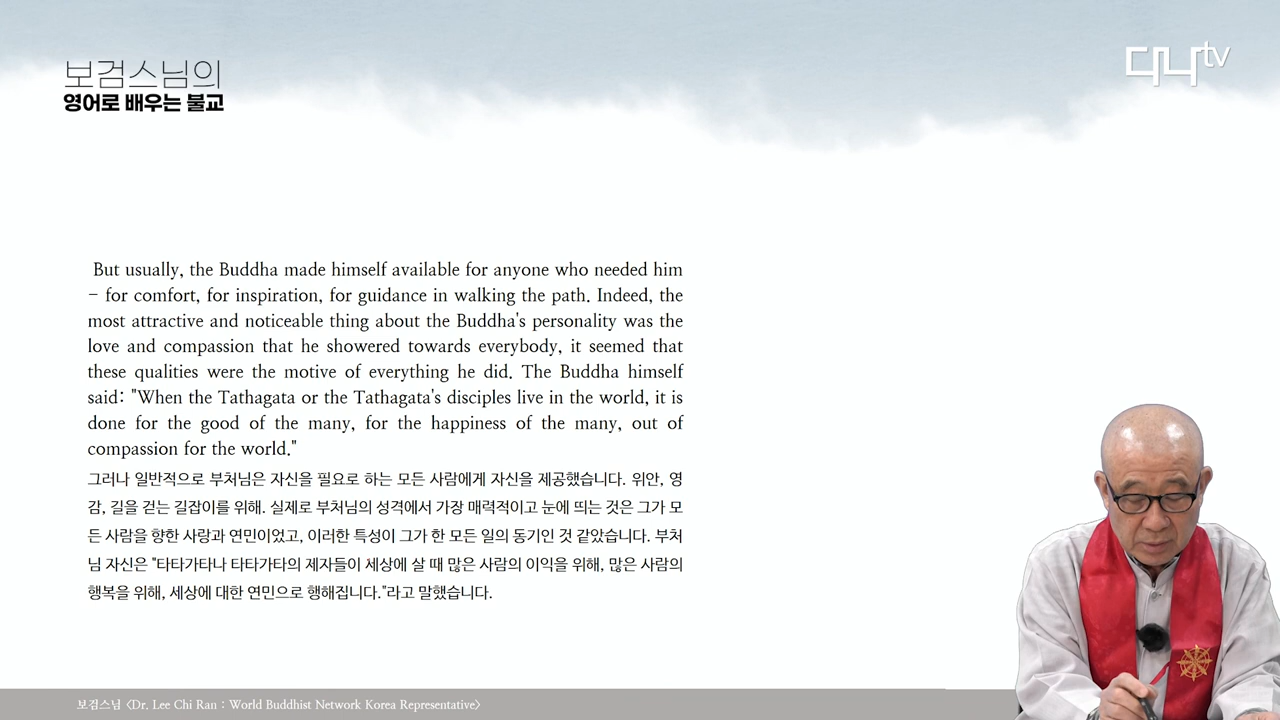 보검스님의
영어로 배우는 불교
다나tv
But usually, the Buddha made himself available for anyone who needed him
- for comfort, for inspiration, for guidance in walking the path. Indeed, the
most attractive and noticeable thing about the Buddha's personality was the
love and compassion that he showered towards everybody, it seemed that
these qualities were the motive of everything he did. The Buddha himself
said: "When the Tathagata or the Tathagata's disciples live in the world, it is
done for the good of the many, for the happiness of the many, out of
compassion for the world."
그러나 일반적으로 부처님은 자신을 필요로 하는 모든 사람에게 자신을 제공했습니다. 위안, 영
감, 길을 걷는 길잡이를 위해. 실제로 부처님의 성격에서 가장 매력적이고 눈에 띄는 것은 그가 모
든 사람을 향한 사랑과 연민이었고, 이러한 특성이 그가 한 모든 일의 동기인 것 같았습니다. 부처
님 자신은 "타타가타나 타타가타의 제자들이 세상에 살 때 많은 사람의 이익을 위해, 많은 사람의
행복을 위해, 세상에 대한 연민으로 행해집니다."라고 말했습니다.
보검스님 <Dr. Lee Chi Ran : World Buddhist Network Korea Representative>